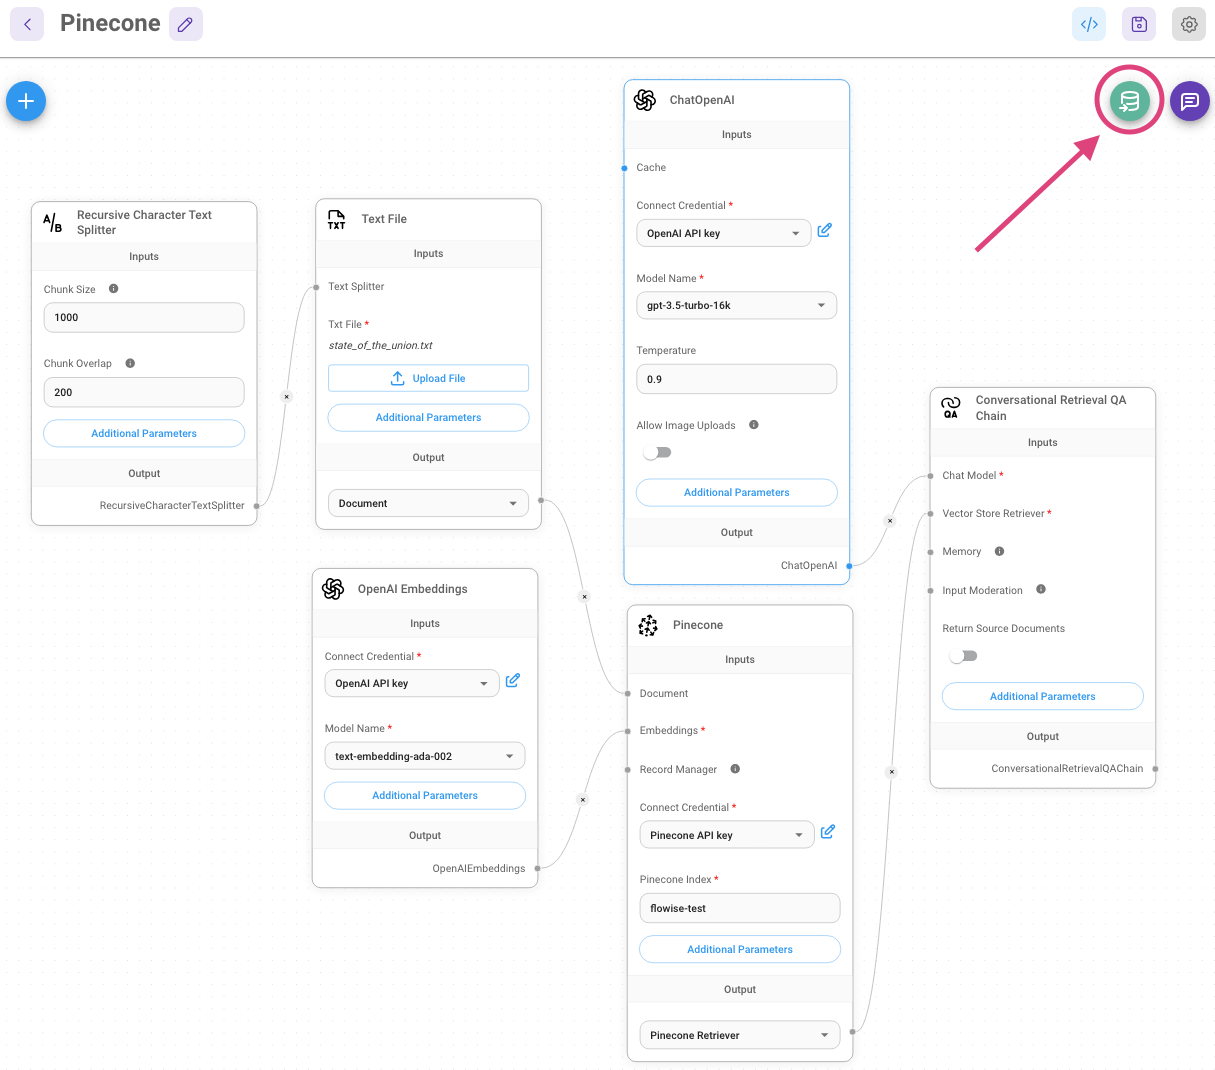 Pinecone
Recursive Character Text
Splitter
Inputs
Chunk Size
1000
Chunk Overlap
200
Additional Parameters
Output
RecursiveCharacterTextSplitter
TXT
Text File
Inputs
Text Splitter
Txt File *
state_of_the_union.txt
Upload File
Additional Parameters
Output
Document
OpenAI Embeddings
Inputs
Connect Credential *
OpenAI API key
Model Name *
text-embedding-ada-002
Additional Parameters
Output
OpenAIEmbeddings
ChatOpenAI
Inputs
Cache
Connect Credential *
OpenAI API key
Model Name *
gpt-3.5-turbo-16k
Temperature
0.9
Allow Image Uploads
Additional Parameters
Output
ChatOpenAI
Pinecone
Inputs
Document
Embeddings *
Record Manager
Connect Credential *
Pinecone API key
Pinecone Index *
flowise-test
Additional Parameters
Output
Pinecone Retriever
QA
Conversational Retrieval QA
Chain
Inputs
Chat Model *
Vector Store Retriever *
Memory
Input Moderation
Return Source Documents
Additional Parameters
Output
ConversationalRetrievalQAChain